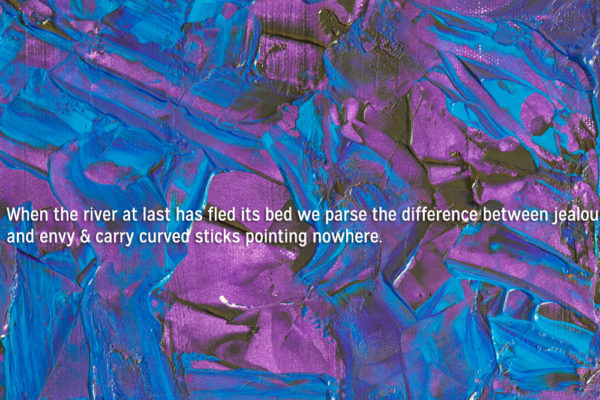 When the river at last has fled its bed we parse the difference between jealou
and envy & carry curved sticks pointing nowhere.